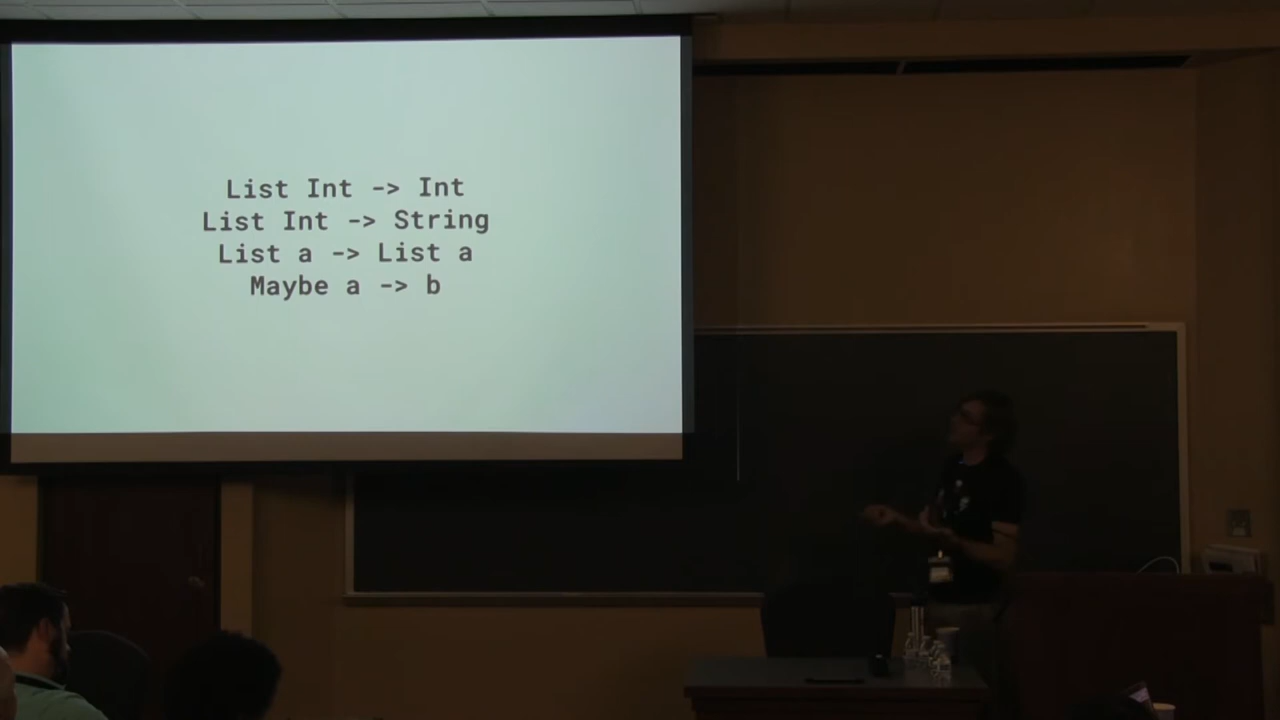 List Int -> Int
List Int -> String
List a -> List a
Maybe a -> b